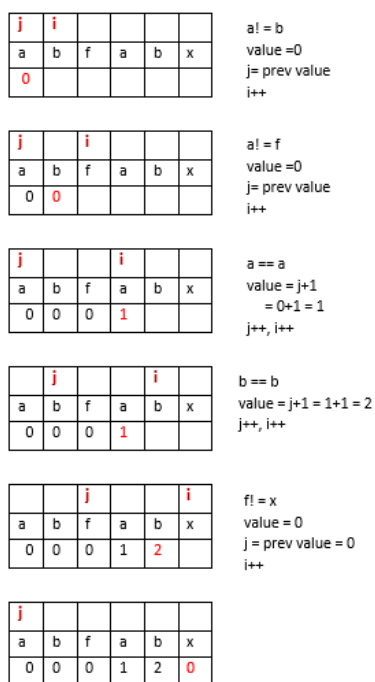 j i
a b f a b x
0
a! = b
value =0
j= prev value
i++
j i
a b f a b x
0 0
a! = f
value =0
j= prev value
i++
j i
a b f a b x
0 0 0 1
a == a
value = j+1
= 0+1 = 1
j++, i++
j i
a b f a b x
0 0 0 1
b == b
value = j+1 = 1+1 = 2
j++, i++
j i
a b f a b x
0 0 0 1 2
f! = x
value = 0
j = prev value = 0
i++
j
a b f a b x
0 0 0 1 2 0